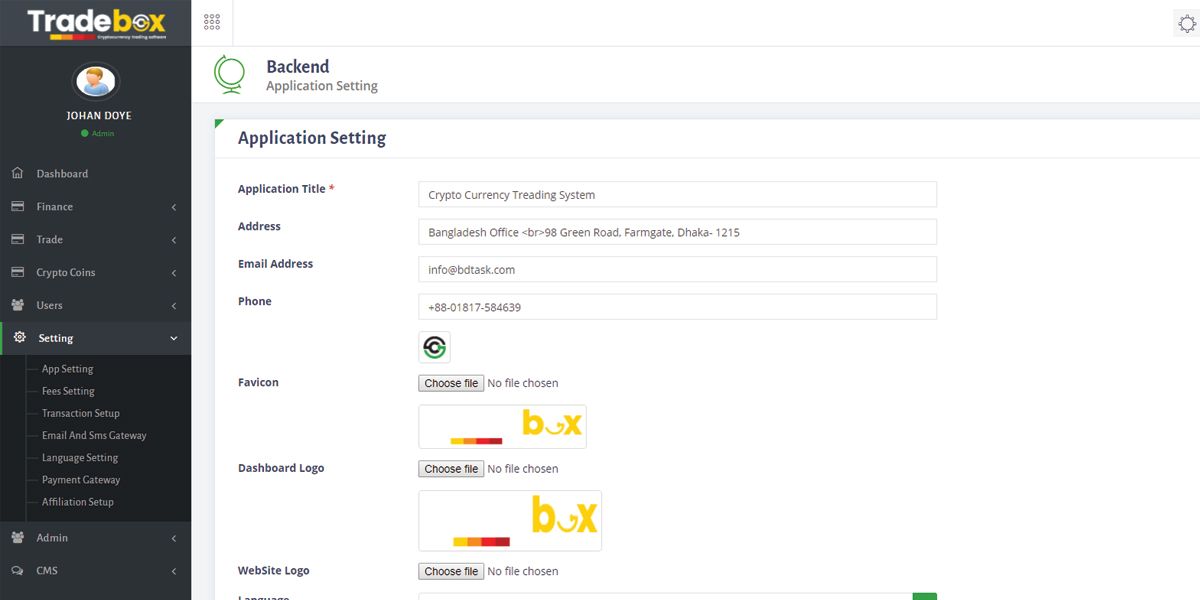 Tradebox
Cryptocurrency trading software
JOHAN DOYE
Admin
Dashboard
Finance
Trade
Crypto Coins
Users
Setting
App Setting
Fees Setting
Transaction Setup
Email And Sms Gateway
Language Setting
Payment Gateway
Affiliation Setup
Admin
CMS
Backend
Application Setting
Application Setting
Application Title *
Crypto Currency Treading System
Address
Bangladesh Office <br>98 Green Road, Farmgate, Dhaka- 1215
Email Address
info@bdtask.com
Phone
+88-01817-584639
Favicon
Choose file No file chosen
box
Dashboard Logo
Choose file No file chosen
box
WebSite Logo
Choose file No file chosen
Language